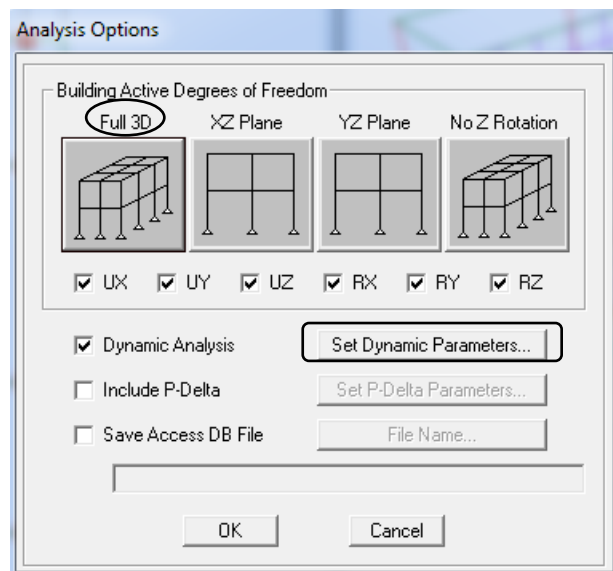 Analysis Options
Building Active Degrees of Freedom
Full 3D XZ Plane YZ Plane No Z Rotation
UX UY UZ RX RY RZ
Dynamic Analysis Set Dynamic Parameters...
Include P-Delta Set P-Delta Parameters...
Save Access DB File File Name...
OK Cancel